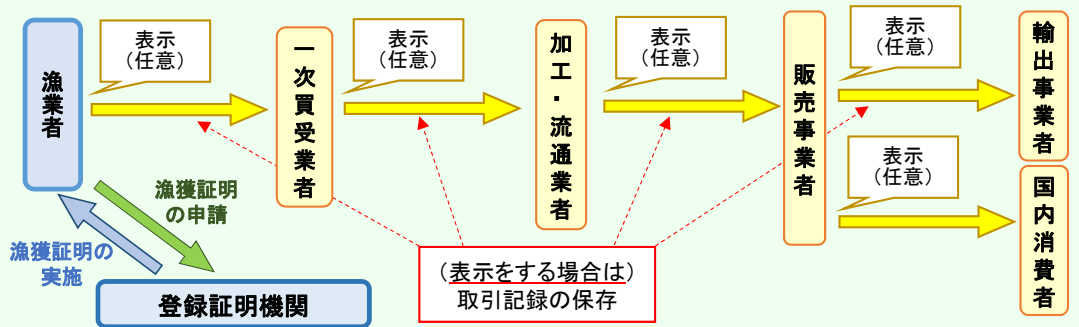 漁業者
表示
（任意）
一次買受業者
表示
（任意）
加工・流通業者
表示
（任意）
販売事業者
表示
（任意）
輸出事業者
表示
（任意）
国内消費者
漁獲証明
の申請
漁獲証明の
実施
登録証明機関
（表示をする場合は）
取引記録の保存